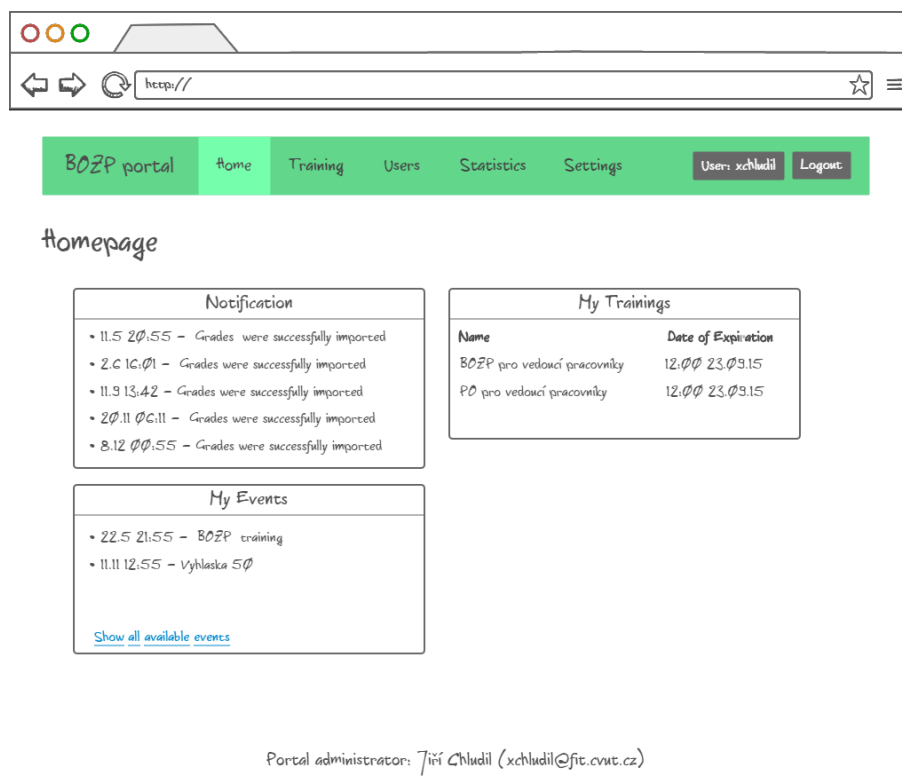 http://
BOZP portal Home Training Users Statistics Settings User: xchludil Logout
Homepage
Notification
• 11.5 20:55 – Grades were successfully imported
• 2.6 16:01 – Grades were successfully imported
• 11.9 13:42 – Grades were successfully imported
• 20.11 06:11 – Grades were successfully imported
• 8.12 00:55 – Grades were successfully imported
My Trainings
Name Date of Expiration
BOZP pro vedoucí pracovníky 12:00 23.09.15
PO pro vedoucí pracovníky 12:00 23.09.15
My Events
• 22.5 21:55 – BOZP training
• 11.11 12:55 – Vyhlaska 50
Show all available events
Portal administrator: Jiří Chludil (xchludil@fit.cvut.cz)